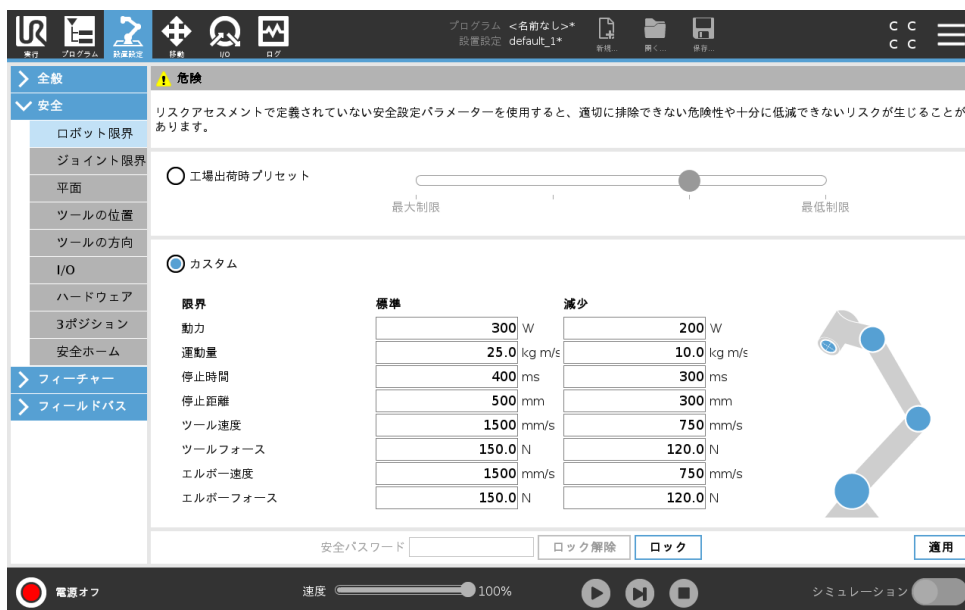 UR
プログラム <名前なし>*
設置設定 default_1*
実行 プログラム 設置設定 移動 I/O ログ
新規... 開く... 保存...
C C
C C
全般
安全
ロボット限界
ジョイント限界
平面
ツールの位置
ツールの方向
I/O
ハードウェア
3ポジション
安全ホーム
フィーチャー
フィールドバス
危険
リスクアセスメントで定義されていない安全設定パラメーターを使用すると、適切に排除できない危険性や十分に低減できないリスクが生じることが
あります。
工場出荷時プリセット
最大制限 最低制限
カスタム
限界 標準 減少
動力 300 W 200 W
運動量 25.0 kg m/s 10.0 kg m/s
停止時間 400 ms 300 ms
停止距離 500 mm 300 mm
ツール速度 1500 mm/s 750 mm/s
ツールフォース 150.0 N 120.0 N
エルボー速度 1500 mm/s 750 mm/s
エルボーフォース 150.0 N 120.0 N
安全パスワード ロック解除 ロック 適用
電源オフ 速度 100% シミュレーション